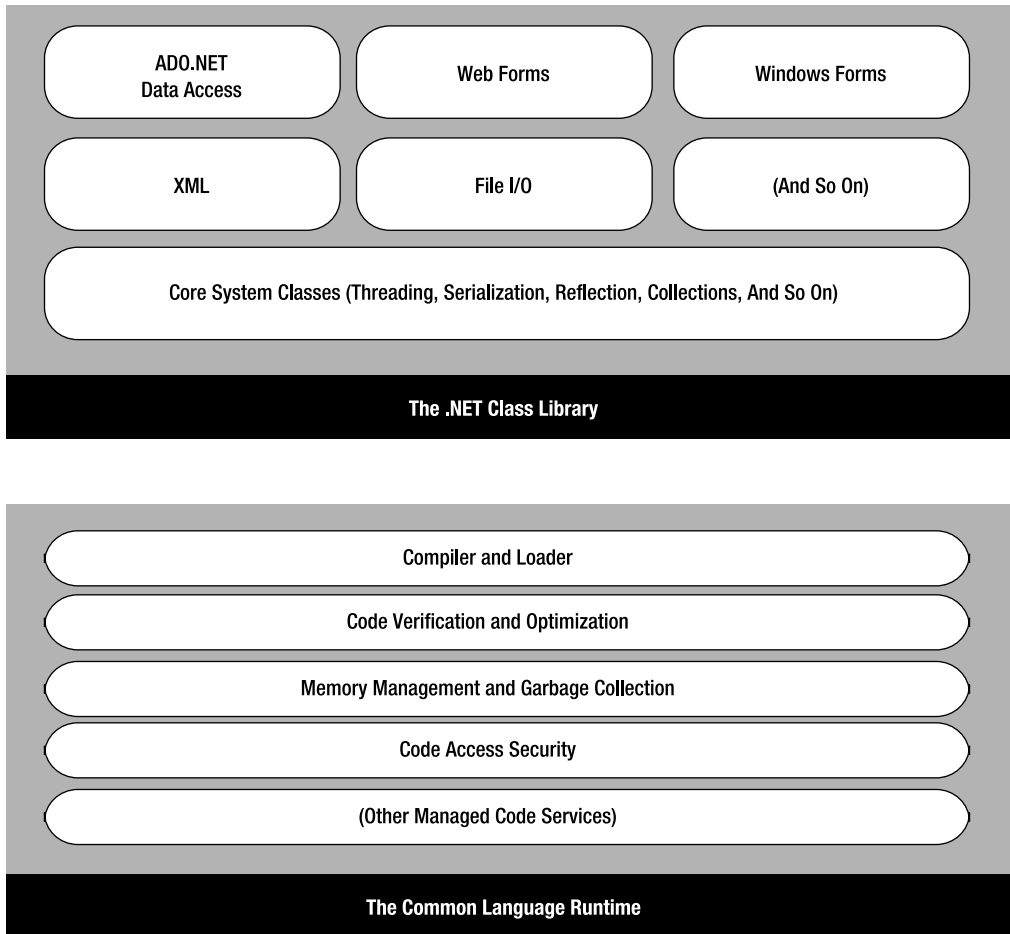 ADO.NET
Data Access
Web Forms
Windows Forms
XML
File I/O
(And So On)
Core System Classes (Threading, Serialization, Reflection, Collections, And So On)
The .NET Class Library
Compiler and Loader
Code Verification and Optimization
Memory Management and Garbage Collection
Code Access Security
(Other Managed Code Services)
The Common Language Runtime